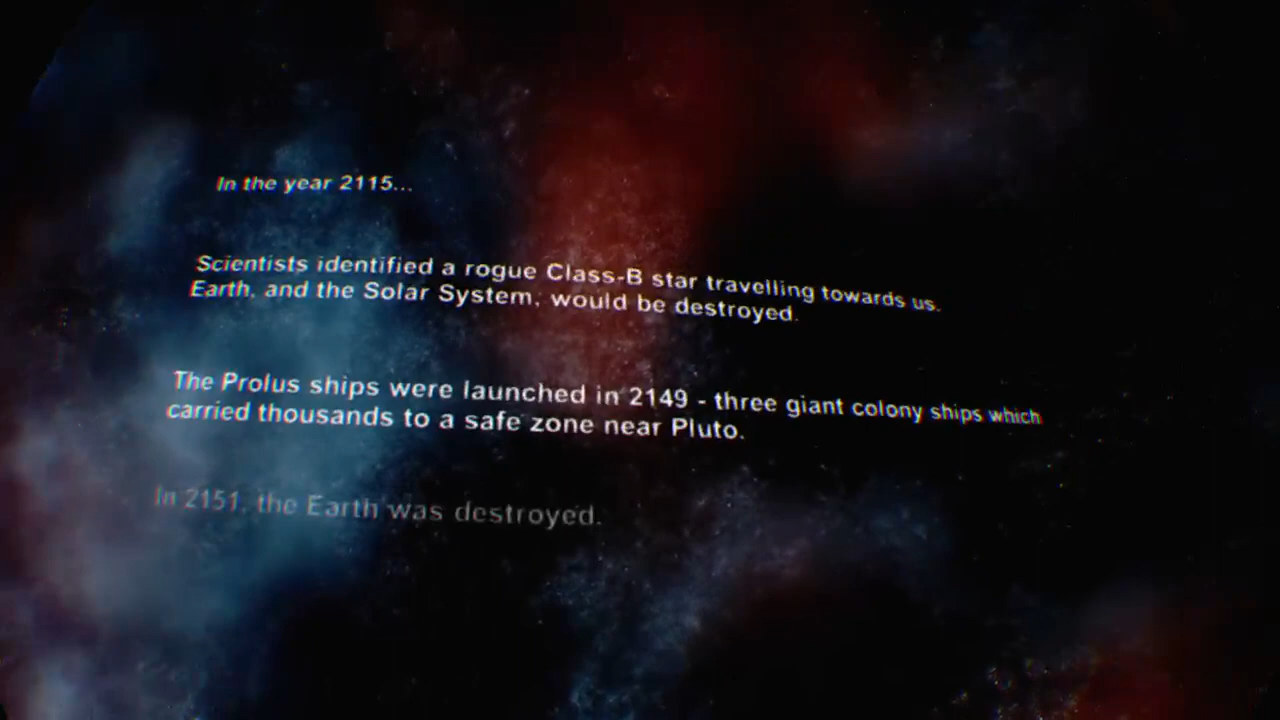 In the year 2115...
Scientists identified a rogue Class-B star travelling towards us.
Earth, and the Solar System, would be destroyed.
The Prolus ships were launched in 2149 - three giant colony ships which
carried thousands to a safe zone near Pluto.
In 2151, the Earth was destroyed.